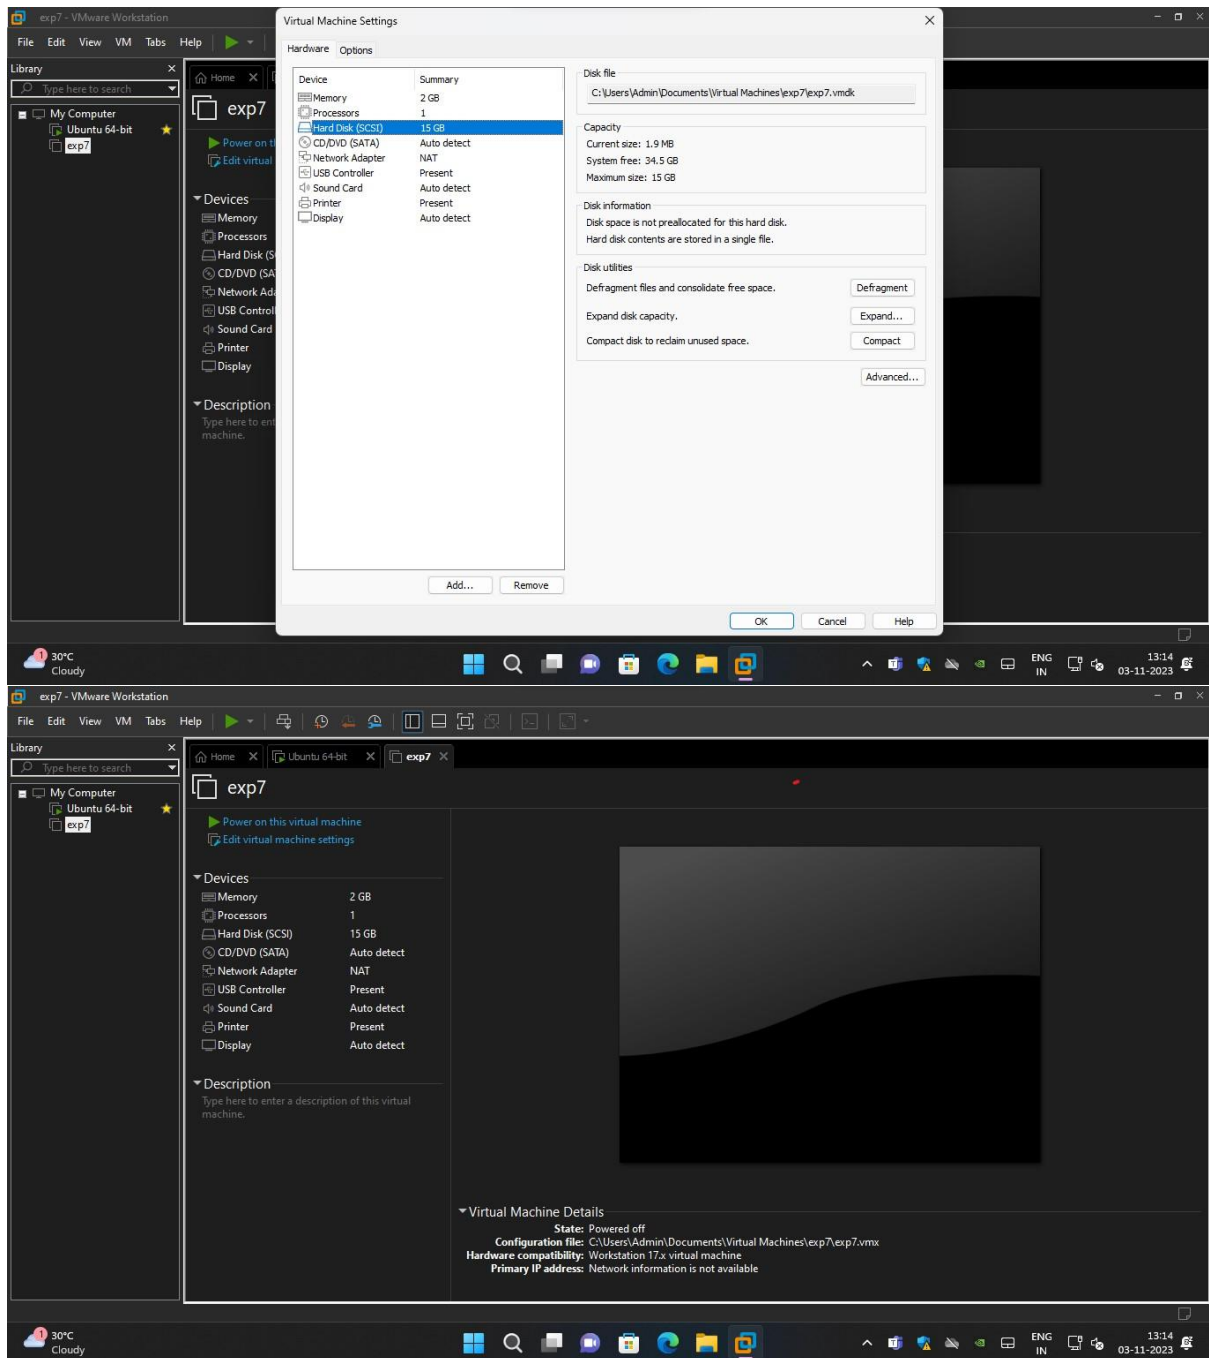 exp7 - VMware Workstation
File Edit View VM Tabs Help
Library
Type here to search
My Computer
Ubuntu 64-bit
exp7
Home
exp7
Power on t
Edit virtual
Devices
Memory
Processors
Hard Disk (S
CD/DVD (SA
Network Ada
USB Control
Sound Card
Printer
Display
Description
Type here to ent
machine.
Virtual Machine Settings
Hardware Options
Device Summary
Memory 2 GB
Processors 1
Hard Disk (SCSI) 15 GB
CD/DVD (SATA) Auto detect
Network Adapter NAT
USB Controller Present
Sound Card Auto detect
Printer Present
Display Auto detect
Add... Remove
Disk file
C:\Users\Admin\Documents\Virtual Machines\exp7\exp7.vmdk
Capacity
Current size: 1.9 MB
System free: 34.5 GB
Maximum size: 15 GB
Disk information
Disk space is not preallocated for this hard disk.
Hard disk contents are stored in a single file.
Disk utilities
Defragment files and consolidate free space. Defragment
Expand disk capacity. Expand...
Compact disk to reclaim unused space. Compact
Advanced...
OK Cancel Help
1
30°C
Cloudy
ENG
IN
13:14
03-11-2023
exp7 - VMware Workstation
File Edit View VM Tabs Help
Library
Type here to search
My Computer
Ubuntu 64-bit
exp7
Home Ubuntu 64-bit exp7
exp7
Power on this virtual machine
Edit virtual machine settings
Devices
Memory 2 GB
Processors 1
Hard Disk (SCSI) 15 GB
CD/DVD (SATA) Auto detect
Network Adapter NAT
USB Controller Present
Sound Card Auto detect
Printer Present
Display Auto detect
Description
Type here to enter a description of this virtual
machine.
Virtual Machine Details
State: Powered off
Configuration file: C:\Users\Admin\Documents\Virtual Machines\exp7\exp7.vmx
Hardware compatibility: Workstation 17.x virtual machine
Primary IP address: Network information is not available
1
30°C
Cloudy
ENG
IN
13:14
03-11-2023